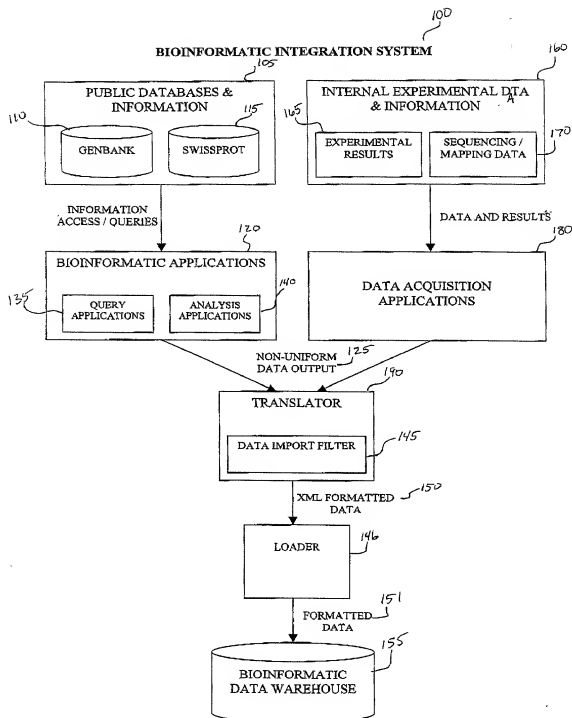 100
BIOINFORMATIC INTEGRATION SYSTEM
105
160
PUBLIC DATABASES &
INFORMATION
INTERNAL EXPERIMENTAL DTA
A
& INFORMATION
110
115
165
170
GENBANK
SWISSPROT
EXPERIMENTAL
RESULTS
SEQUENCING /
MAPPING DATA
INFORMATION
ACCESS / QUERIES
DATA AND RESULTS
120
180
BIOINFORMATIC APPLICATIONS
135
140
QUERY
APPLICATIONS
ANALYSIS
APPLICATIONS
DATA ACQUISITION
APPLICATIONS
NON-UNIFORM
DATA OUTPUT
125
190
TRANSLATOR
DATA IMPORT FILTER
145
XML FORMATTED
DATA
150
LOADER
146
FORMATTED
DATA
151
155
BIOINFORMATIC
DATA WAREHOUSE